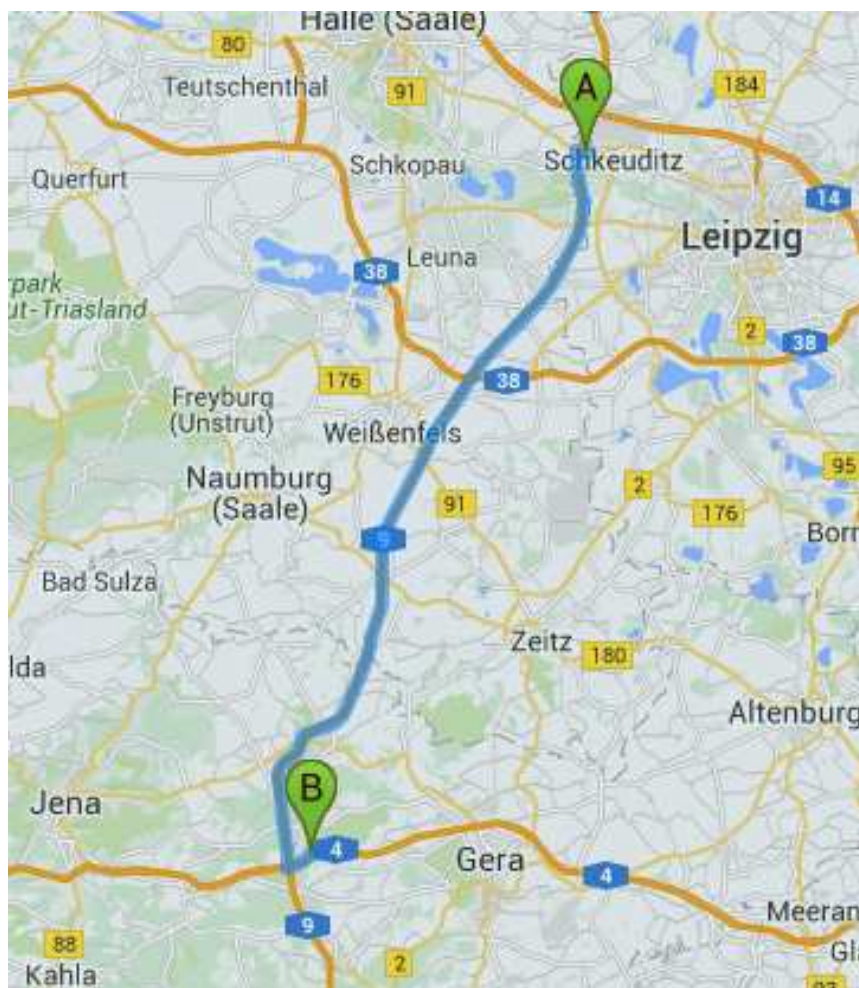 Halle (Saale)
80
184
Teutschenthal
91
A
Schkopau
Schkeuditz
Querfurt
14
Leipzig
Leuna
38
rpark
ut-Triasland
2
38
176
38
Freyburg
(Unstrut)
Weißenfels
95
Naumburg
(Saale)
2
91
176
Born
9
Bad Sulza
Zeitz
180
lda
Altenburg
B
Jena
4
Gera
4
Meeran
9
88
2
Gla
Kahla
93